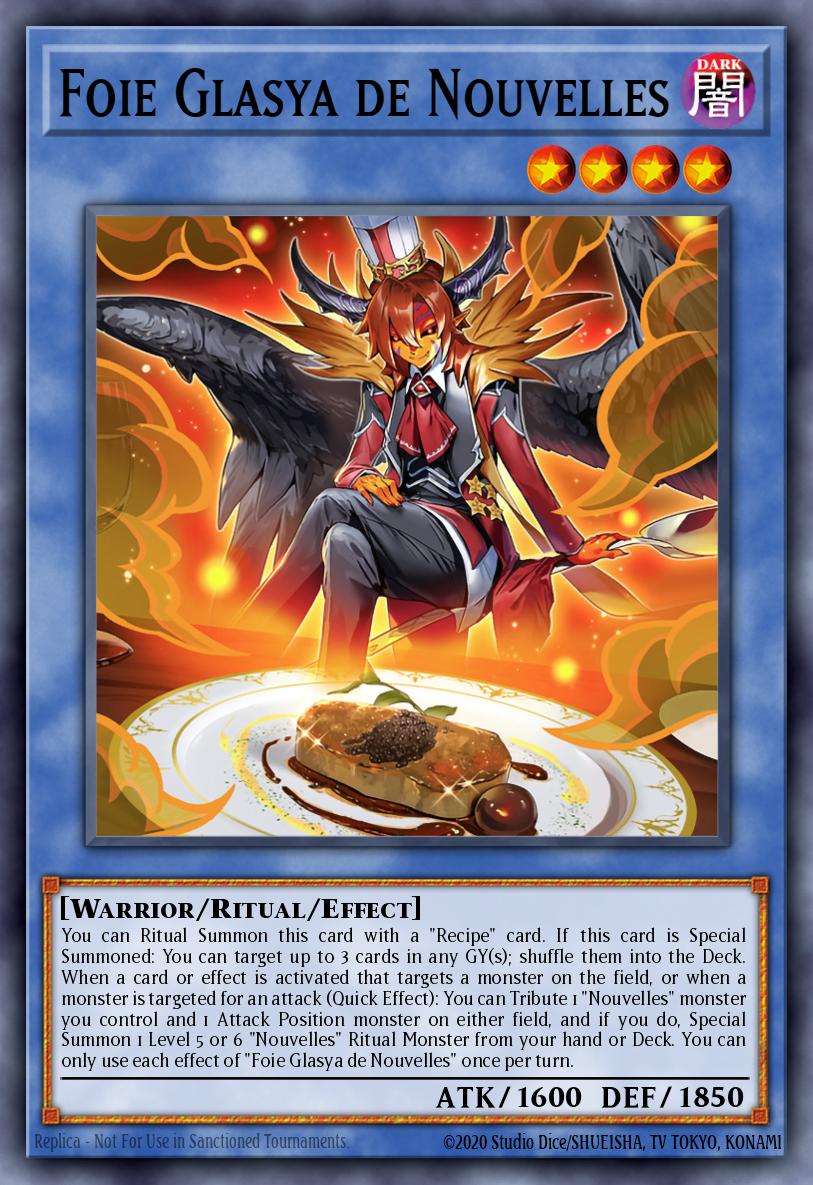 Foie Glasya de Nouvelles
DARK
闇
[Warrior/Ritual/Effect]
You can Ritual Summon this card with a "Recipe" card. If this card is Special
Summoned: You can target up to 3 cards in any GY(s); shuffle them into the Deck.
When a card or effect is activated that targets a monster on the field, or when a
monster is targeted for an attack (Quick Effect): You can Tribute 1 "Nouvelles" monster
you control and 1 Attack Position monster on either field, and if you do, Special
Summon 1 Level 5 or 6 "Nouvelles" Ritual Monster from your hand or Deck. You can
only use each effect of "Foie Glasya de Nouvelles" once per turn.
ATK/1600 DEF/1850
Replica - Not For Use in Sanctioned Tournaments.
©2020 Studio Dice/SHUEISHA, TV TOKYO, KONAMI